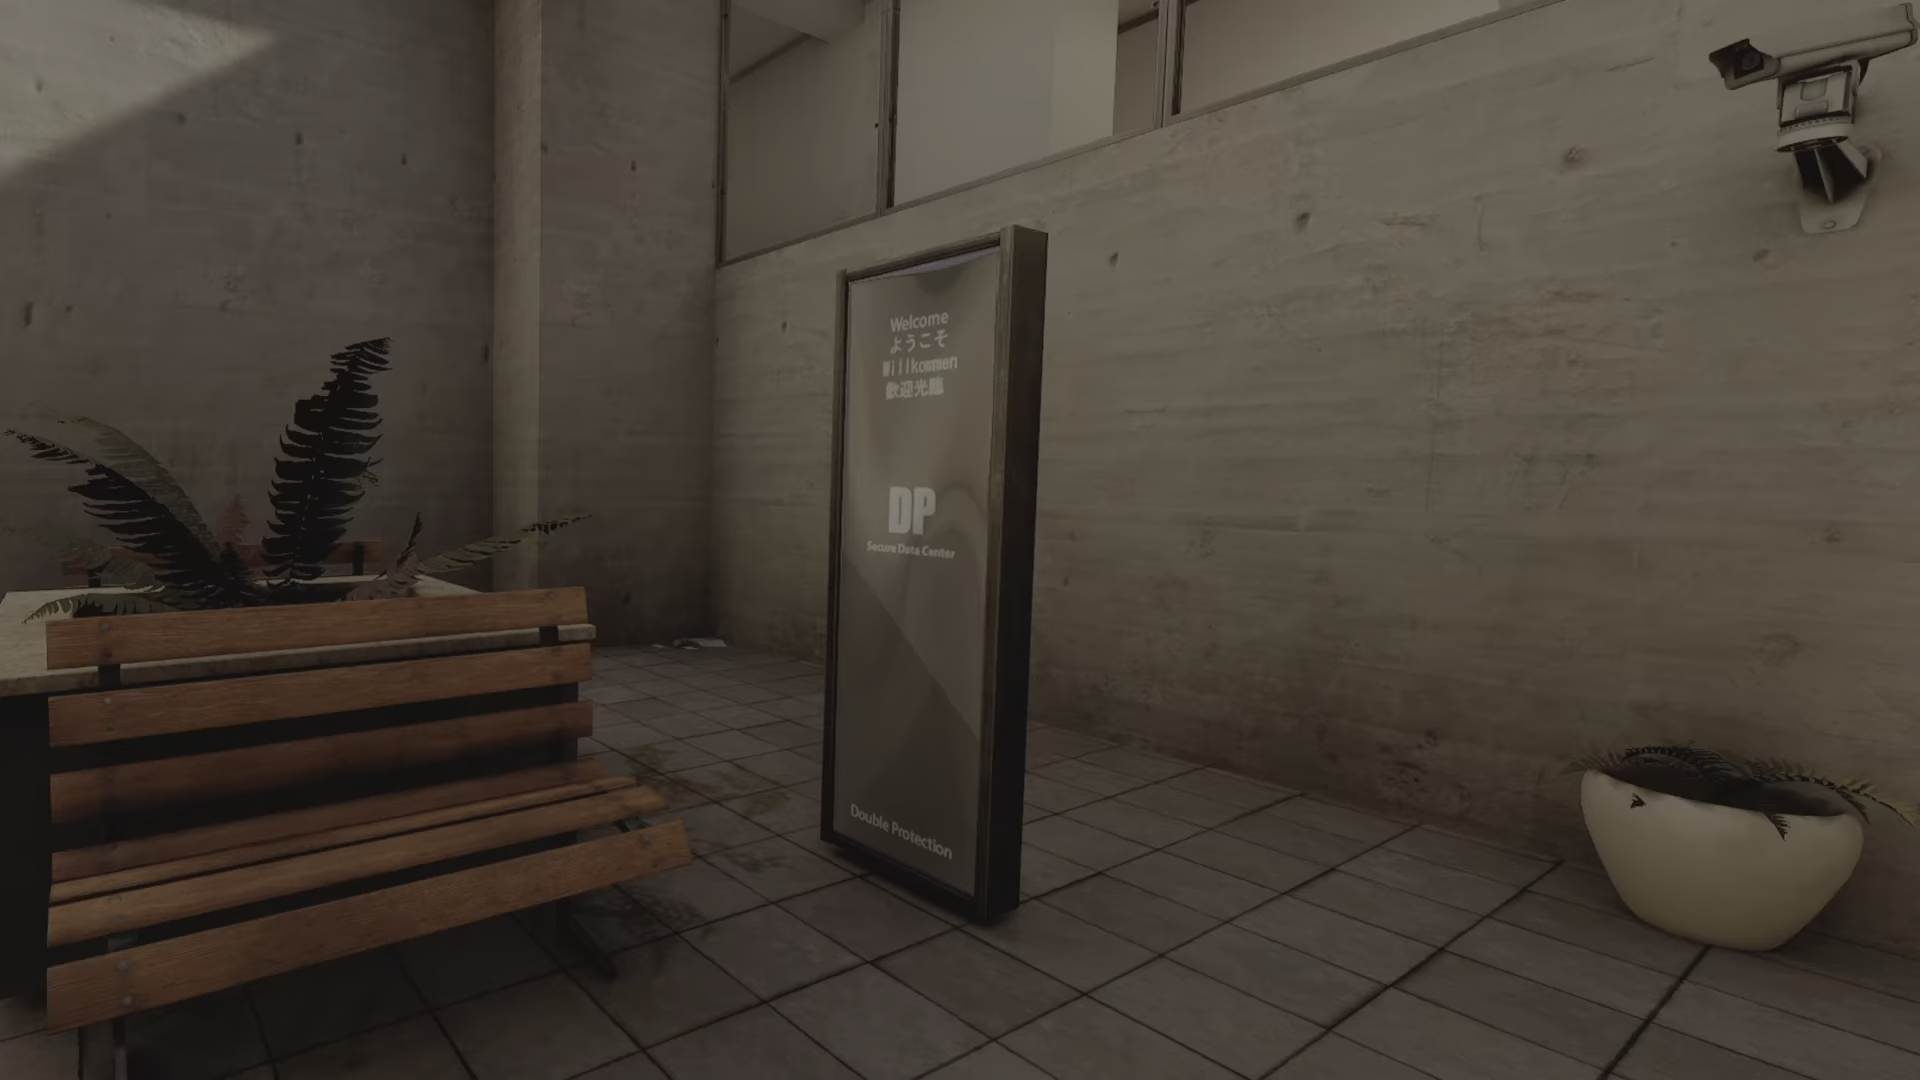 Welcome
ようこそ
Willkommen
歡迎光臨
DP
Secure Data Center
Double Protection